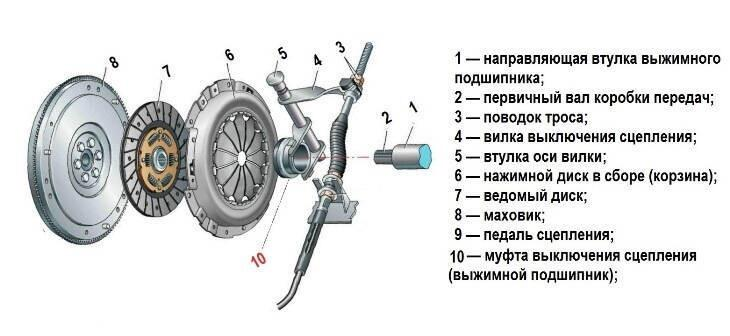 8
7
6
5
4
3
2
1
10
1 — направляющая втулка выжимного
подшипника;
2 — первичный вал коробки передач;
3 — поводок троса;
4 — вилка выключения сцепления;
5 — втулка оси вилки;
6 — нажимной диск в сборе (корзина);
7 — ведомый диск;
8 — маховик;
9 — педаль сцепления;
10 — муфта выключения сцепления
(выжимной подшипник);